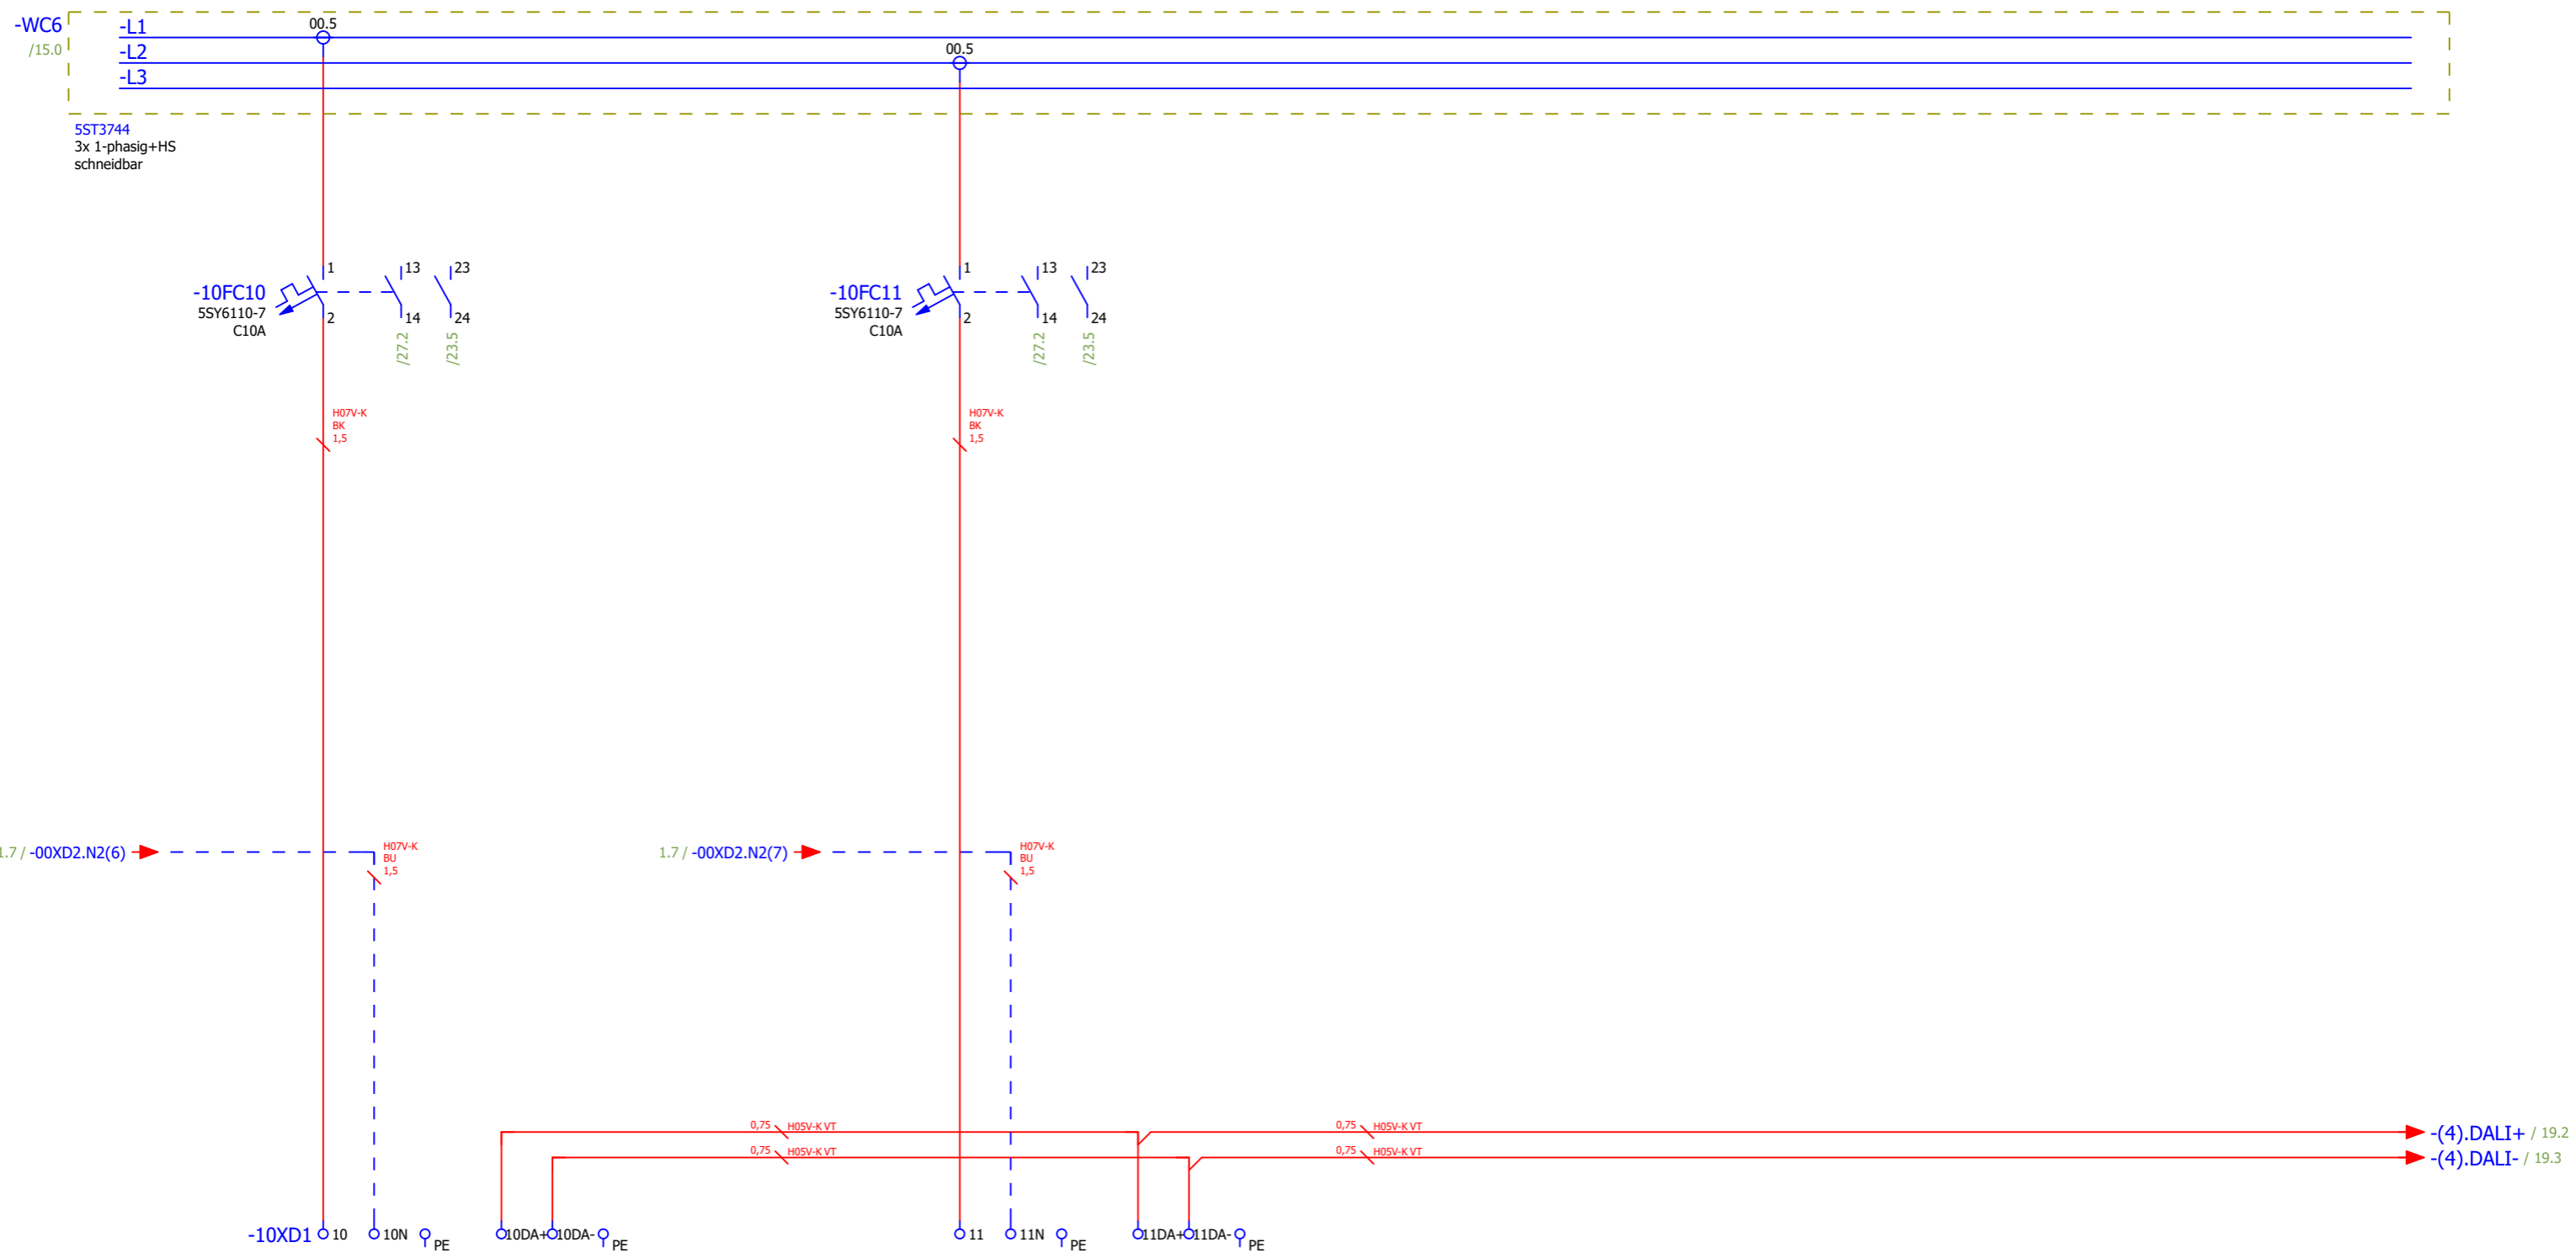 -WC6
/15.0
-L1
-L2
-L3
00.5
00.5
5ST3744
3x 1-phasig+HS
schneidbar
-10FC10
5SY6110-7
C10A
1
2
13
14
/27.2
23
24
/23.5
-10FC11
5SY6110-7
C10A
1
2
13
14
/27.2
23
24
/23.5
H07V-K
BK
1,5
H07V-K
BK
1,5
1.7 / -00XD2.N2(6)
H07V-K
BU
1,5
1.7 / -00XD2.N2(7)
H07V-K
BU
1,5
0,75 H05V-K VT
0,75 H05V-K VT
-(4).DALI+ / 19.2
0,75 H05V-K VT
0,75 H05V-K VT
-(4).DALI- / 19.3
-10XD1 10 10N PE 10DA+ 10DA- PE 11 11N PE 11DA+ 11DA- PE